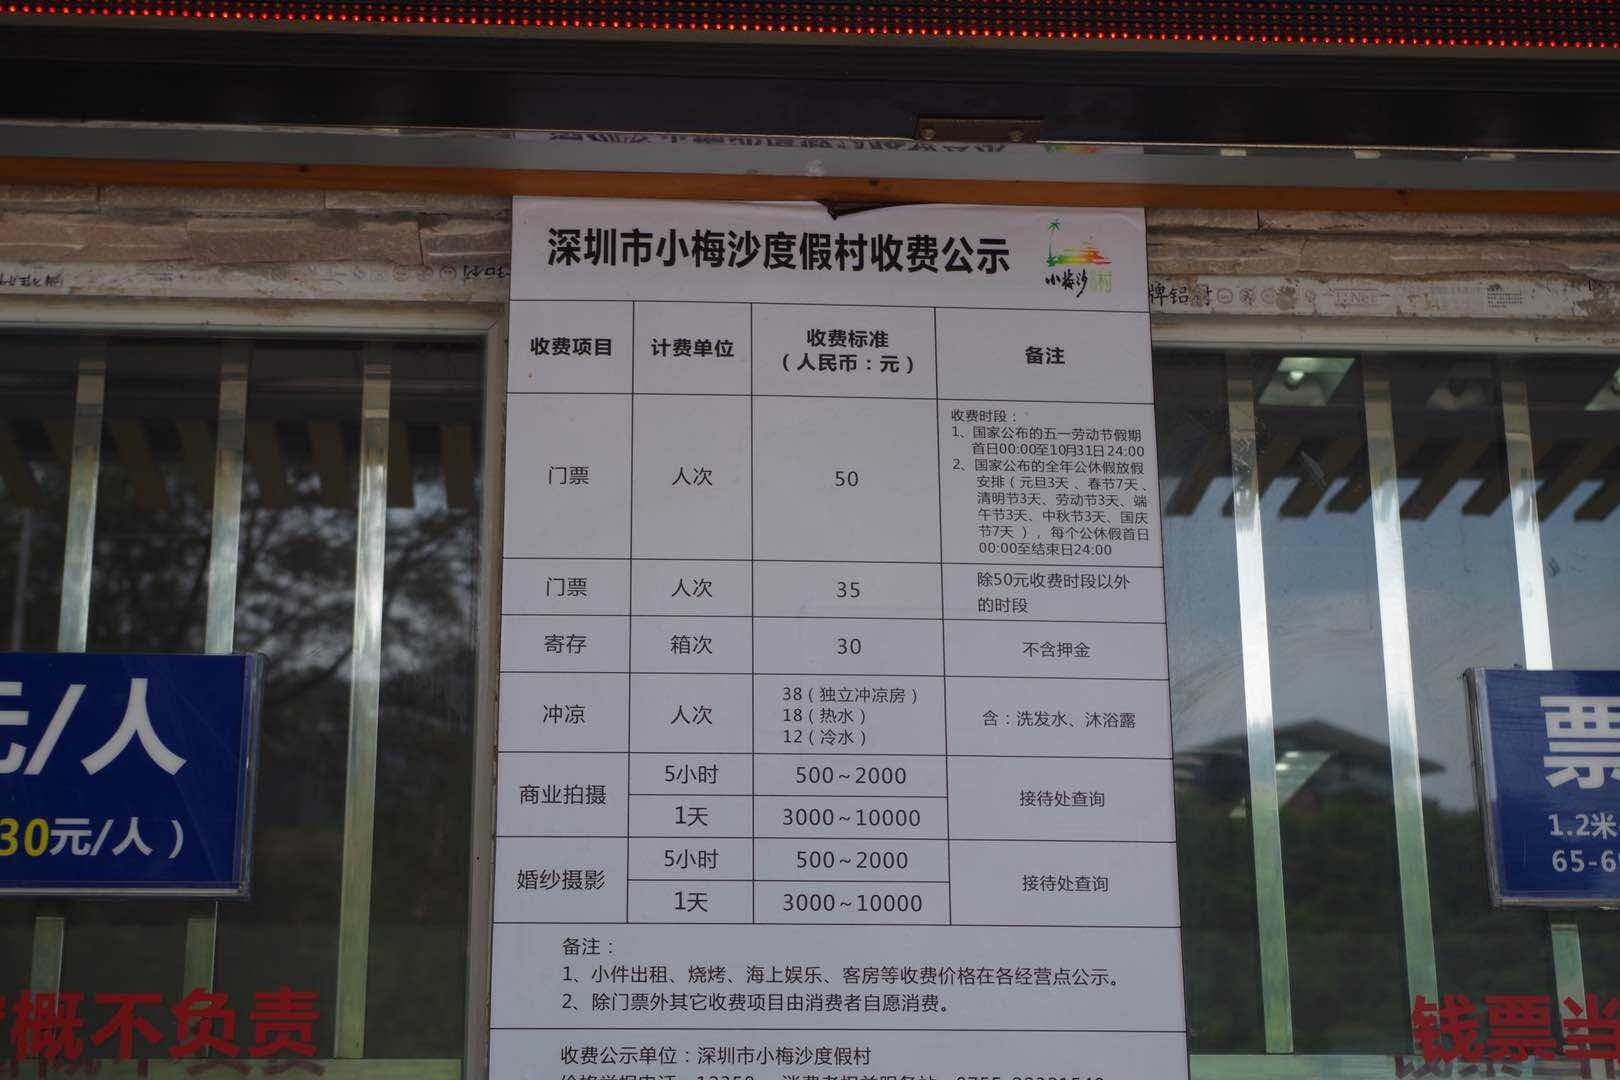 深圳市小梅沙度假村收费公示
小梅沙
村
收费项目 计费单位 收费标准 备注
（人民币：元）
门票 人次 50
收费时段：
1、国家公布的五一劳动节假期
首日00:00至10月31日24:00
2、国家公布的全年公休假放假
安排（元旦3天、春节7天、
清明节3天、劳动节3天、端
午节3天、中秋节3天、国庆
节7天），每个公休假首日
00:00至结束日24:00
门票 人次 35
除50元收费时段以外
的时段
寄存 箱次 30 不含押金
冲凉 人次
38（独立冲凉房）
18（热水）
12（冷水）
含：洗发水、沐浴露
商业拍摄
5小时 500~2000
1天 3000~10000
接待处查询
婚纱摄影
5小时 500~2000
1天 3000~10000
接待处查询
备注：
1、小件出租、烧烤、海上娱乐、客房等收费价格在各经营点公示。
2、除门票外其它收费项目由消费者自愿消费。
收费公示单位：深圳市小梅沙度假村
元/人
30元/人）
概不负责
票
1.2米
65-6
钱票当